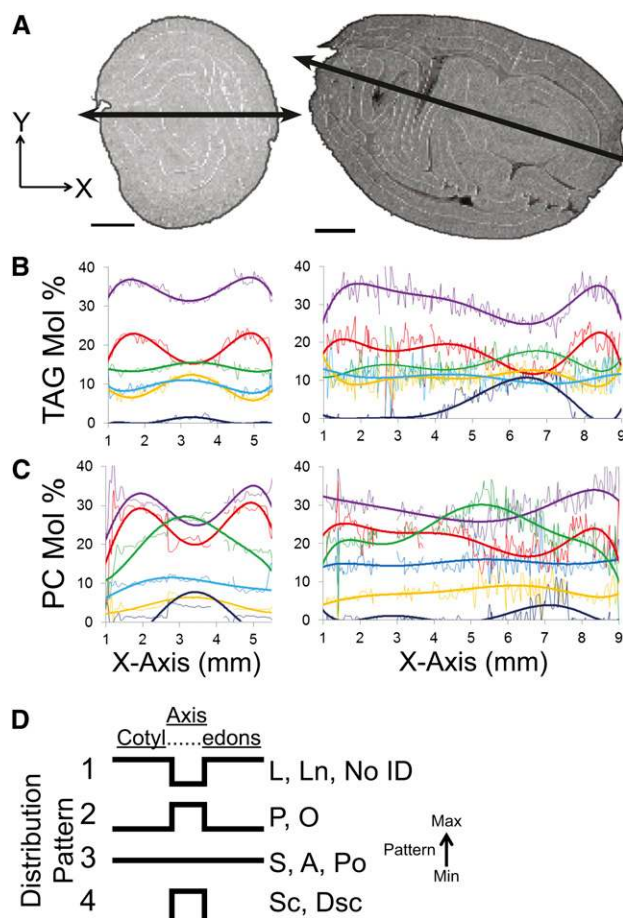 A
Y
X
B
TAG Mol %
40
30
20
10
0
1 2 3 4 5
40
30
20
10
0
1 2 3 4 5 6 7 8 9
C
PC Mol %
40
30
20
10
0
1 2 3 4 5
X-Axis (mm)
40
30
20
10
0
1 2 3 4 5 6 7 8 9
X-Axis (mm)
D
Distribution
Pattern
Axis
Cotyl......edons
1 L, Ln, No ID
2 P, O
3 S, A, Po
4 Sc, Dsc
Max
Pattern
Min